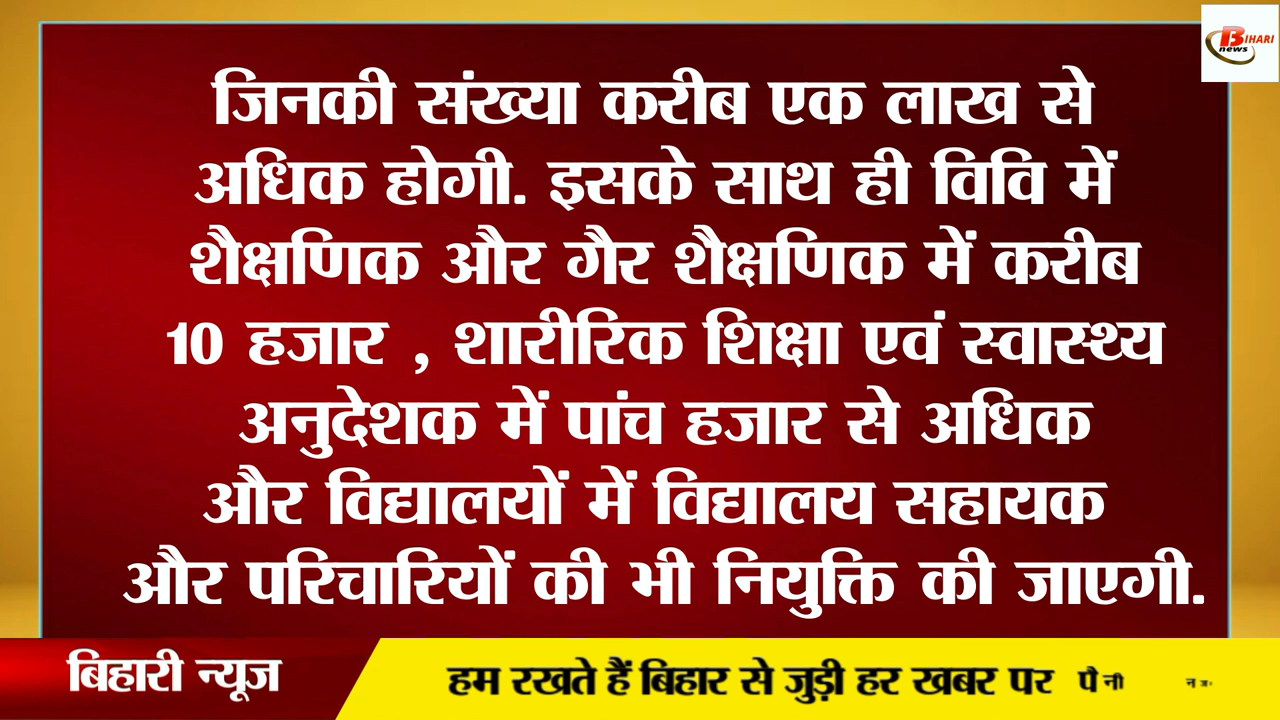 BIHARI
news
जिनकी संख्या करीब एक लाख से
अधिक होगी. इसके साथ ही विवि में
शैक्षणिक और गैर शैक्षणिक में करीब
10 हजार , शारीरिक शिक्षा एवं स्वास्थ्य
अनुदेशक में पांच हजार से अधिक
और विद्यालयों में विद्यालय सहायक
और परिचारियों की भी नियुक्ति की जाएगी.
बिहारी न्यूज
हम रखते हैं बिहार से जुड़ी हर खबर पर पैनी